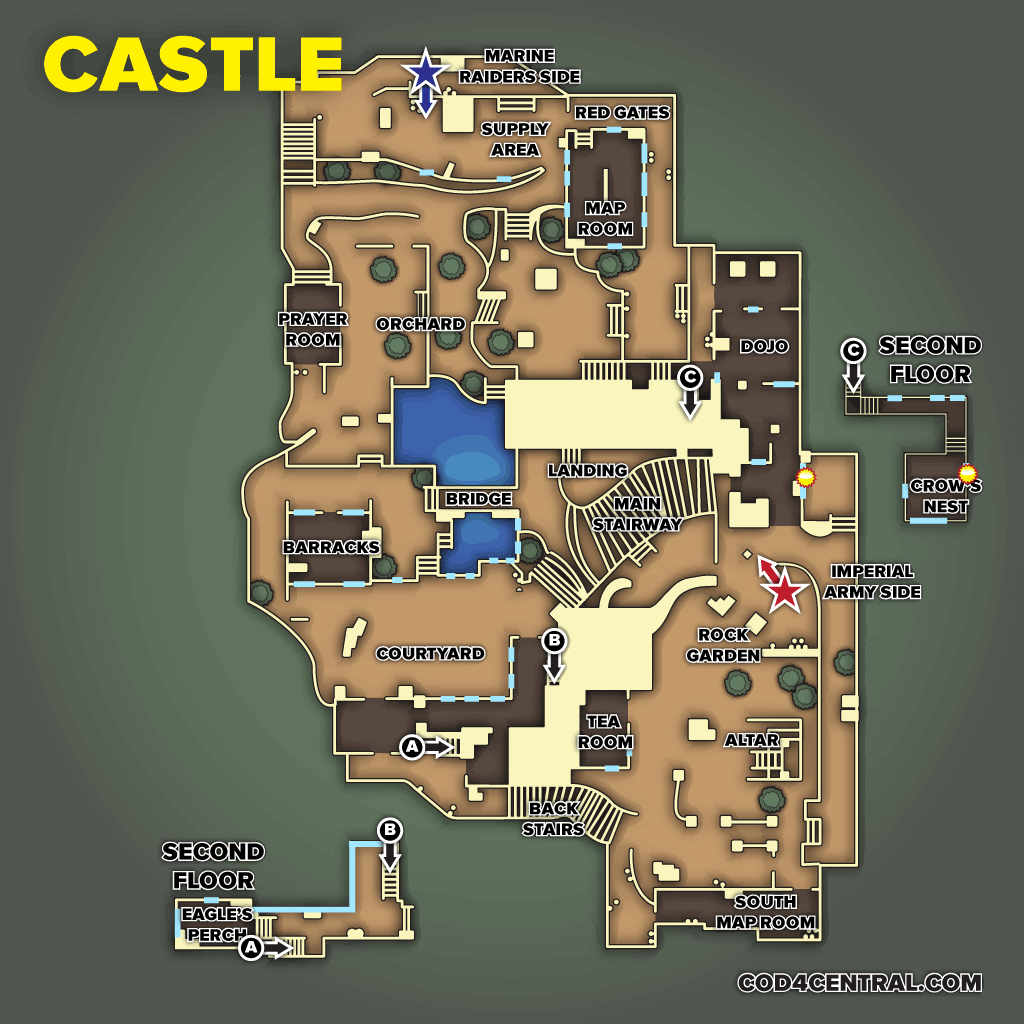 CASTLE
MARINE
RAIDERS SIDE
RED GATES
SUPPLY
AREA
MAP
ROOM
PRAYER
ROOM
ORCHARD
DOJO
C
C
SECOND
FLOOR
CROW'S
NEST
LANDING
BRIDGE
MAIN
STAIRWAY
BARRACKS
IMPERIAL
ARMY SIDE
ROCK
GARDEN
COURTYARD
B
TEA
ROOM
ALTAR
A
BACK
STAIRS
SECOND
FLOOR
B
EAGLE'S
PERCH
A
SOUTH
MAP ROOM
COD4CENTRAL.COM